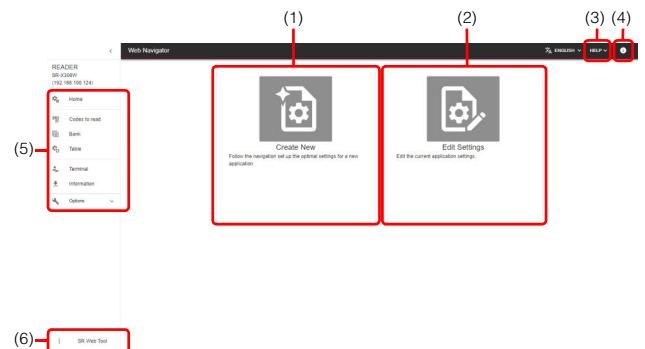 (1)
(2)
(3)
(4)
Web Navigator
ENGLISH
HELP
READER
SR-X300W
(192.168.100.124)
Home
Codes to read
Bank
Table
(5)
Terminal
Information
Options
Create New
Follow the navigation set up the optimal settings for a new
application.
Edit Settings
Edit the current application settings.
(6)
SR Web Tool